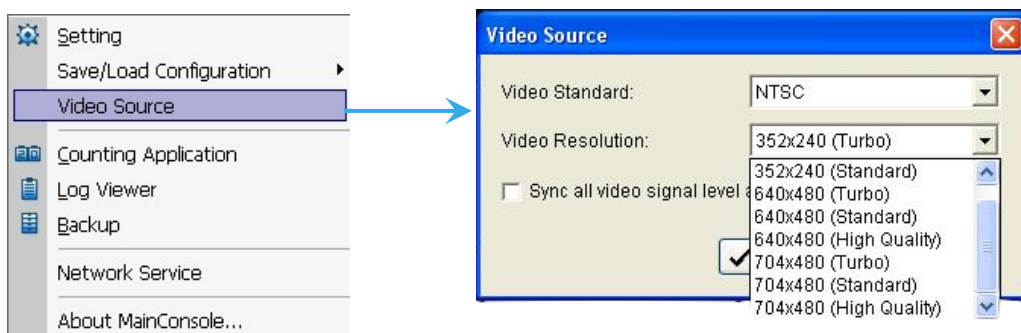 Setting
Save/Load Configuration
Video Source
Counting Application
Log Viewer
Backup
Network Service
About MainConsole...
Video Source
Video Standard:
NTSC
Video Resolution:
352x240 (Turbo)
352x240 (Standard)
640x480 (Turbo)
640x480 (Standard)
640x480 (High Quality)
704x480 (Turbo)
704x480 (Standard)
704x480 (High Quality)
Sync all video signal level